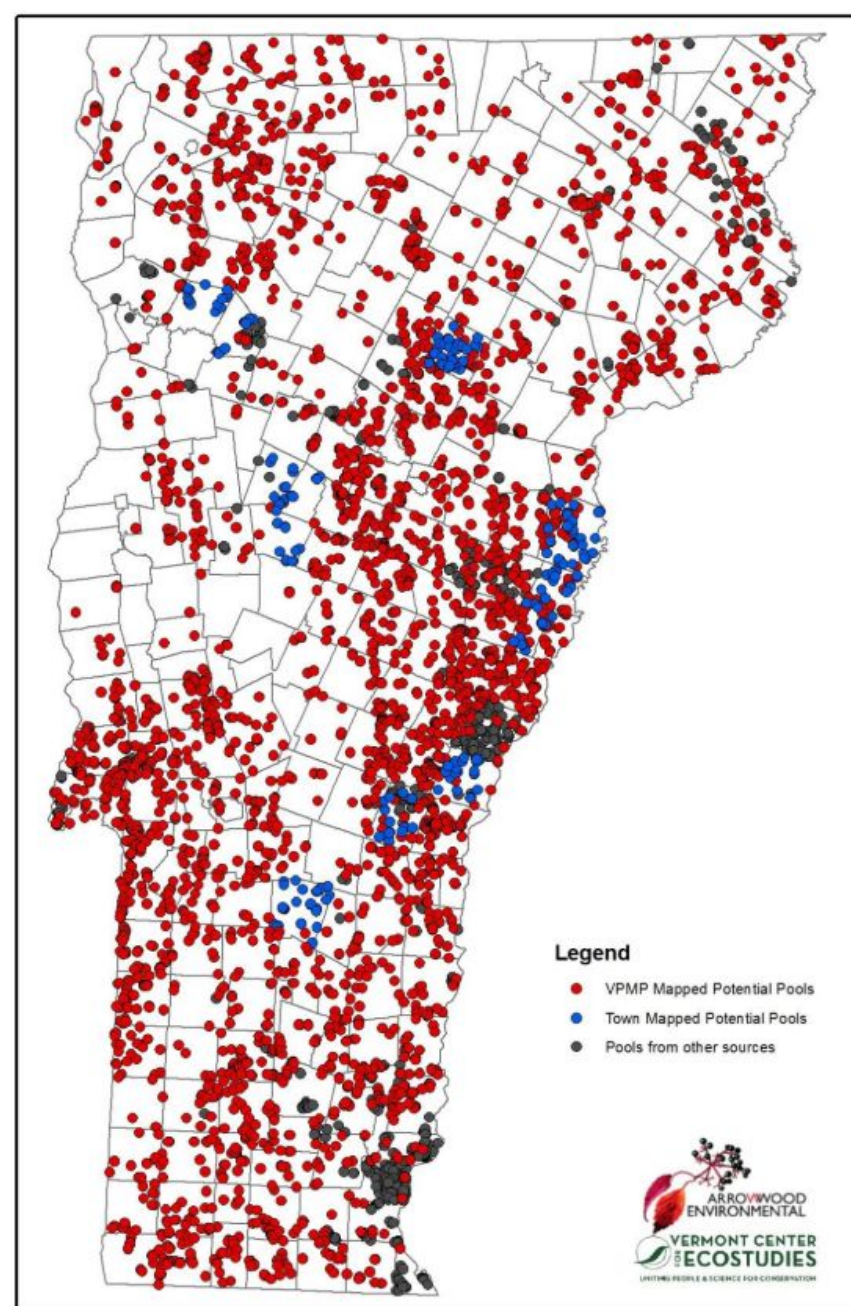 Legend
VPMP Mapped Potential Pools
Town Mapped Potential Pools
Pools from other sources
ARROWWOOD
ENVIRONMENTAL
VERMONT CENTER
FOR ECOSTUDIES
UNITING PEOPLE & SCIENCE FOR CONSERVATION